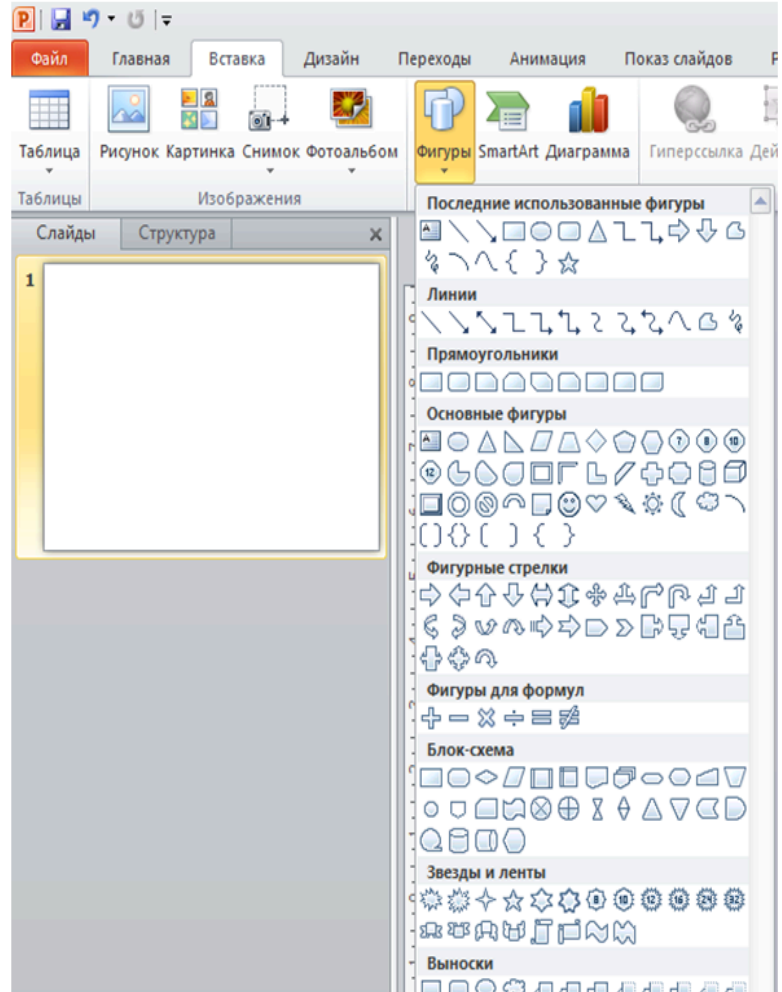 Файл Главная Вставка Дизайн Переходы Анимация Показ слайдов Р
Таблица Рисунок Картинка Снимок Фотоальбом Фигуры SmartArt Диаграмма Гиперссылка Дей
Таблицы Изображения
Слайды Структура
1
Последние использованные фигуры
Линии
Прямоугольники
Основные фигуры
Фигурные стрелки
Фигуры для формул
Блок-схема
Звезды и ленты
Выноски